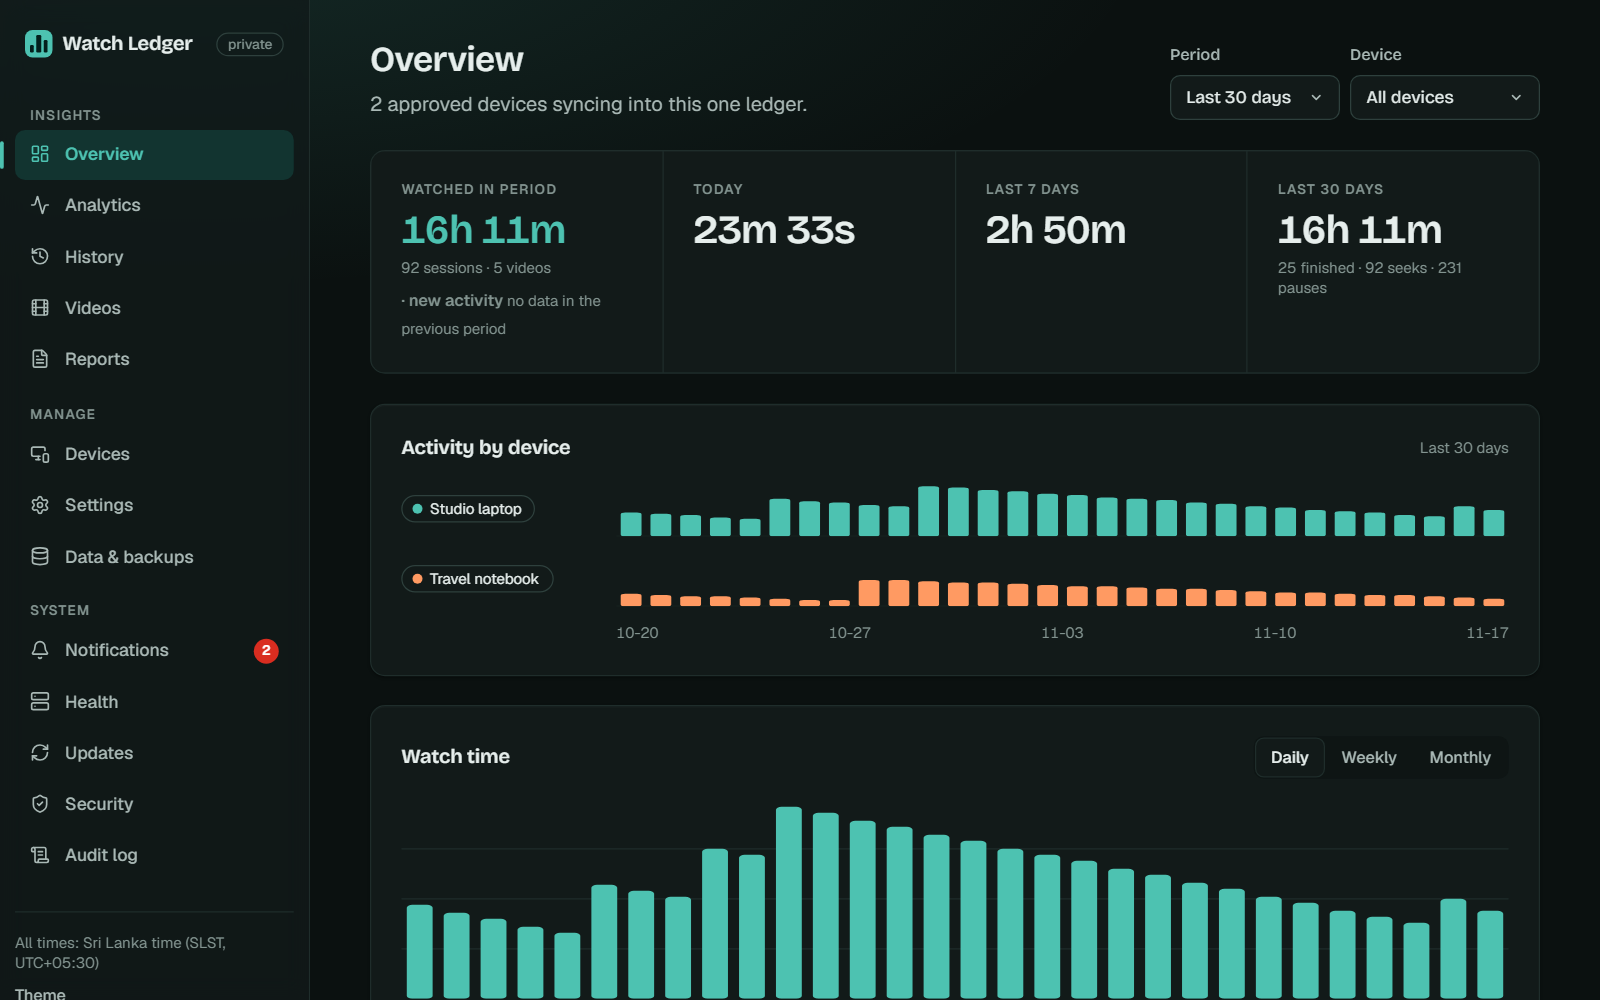 Watch Ledger
private
INSIGHTS
Overview
Analytics
History
Videos
Reports
MANAGE
Devices
Settings
Data & backups
SYSTEM
Notifications
2
Health
Updates
Security
Audit log
All times: Sri Lanka time (SLST,
UTC+05:30)
Theme
Overview
2 approved devices syncing into this one ledger.
Period
Last 30 days
Device
All devices
WATCHED IN PERIOD
16h 11m
92 sessions · 5 videos
· new activity no data in the
previous period
TODAY
23m 33s
LAST 7 DAYS
2h 50m
LAST 30 DAYS
16h 11m
25 finished · 92 seeks · 231
pauses
Activity by device
Last 30 days
Studio laptop
Travel notebook
10-20
10-27
11-03
11-10
11-17
Watch time
Daily
Weekly
Monthly